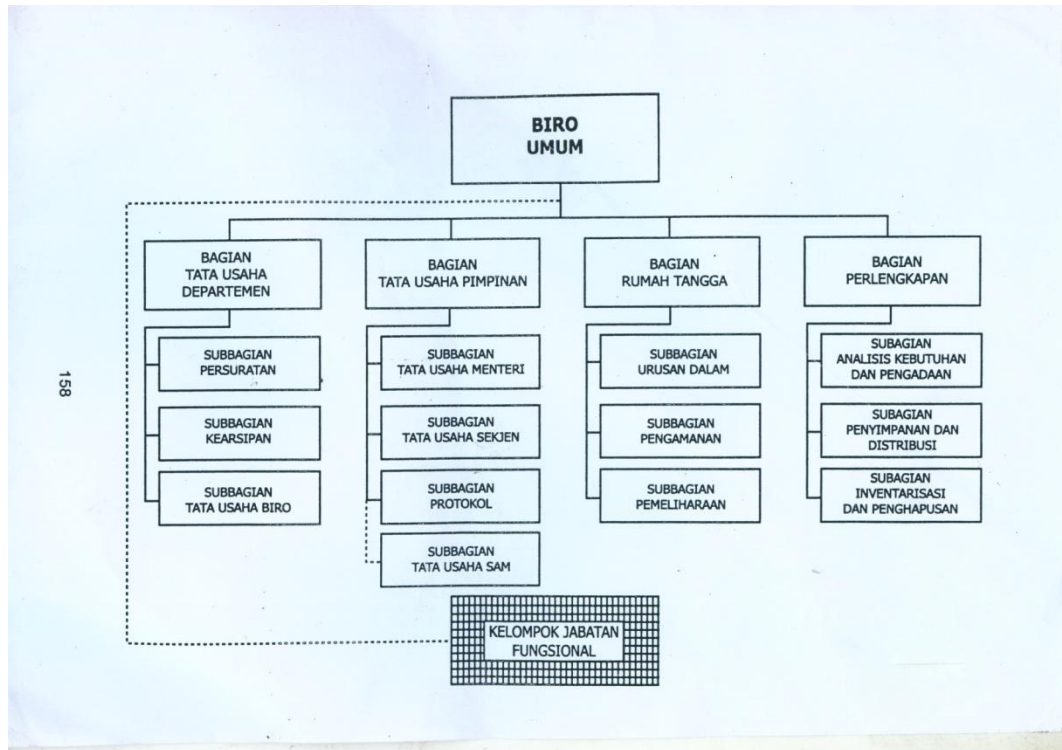 BIRO
UMUM
BAGIAN
TATA USAHA
DEPARTEMEN
BAGIAN
TATA USAHA PIMPINAN
BAGIAN
RUMAH TANGGA
BAGIAN
PERLENGKAPAN
SUBBAGIAN
PERSURATAN
SUBBAGIAN
KEARSIPAN
SUBBAGIAN
TATA USAHA BIRO
SUBBAGIAN
TATA USAHA MENTERI
SUBBAGIAN
TATA USAHA SEKJEN
SUBBAGIAN
PROTOKOL
SUBBAGIAN
TATA USAHA SAM
SUBBAGIAN
URUSAN DALAM
SUBBAGIAN
PENGAMANAN
SUBBAGIAN
PEMELIHARAAN
SUBAGIAN
ANALISIS KEBUTUHAN
DAN PENGADAAN
SUBAGIAN
PENYIMPANAN DAN
DISTRIBUSI
SUBAGIAN
INVENTARISASI
DAN PENGHAPUSAN
KELOMPOK JABATAN
FUNGSIONAL
158